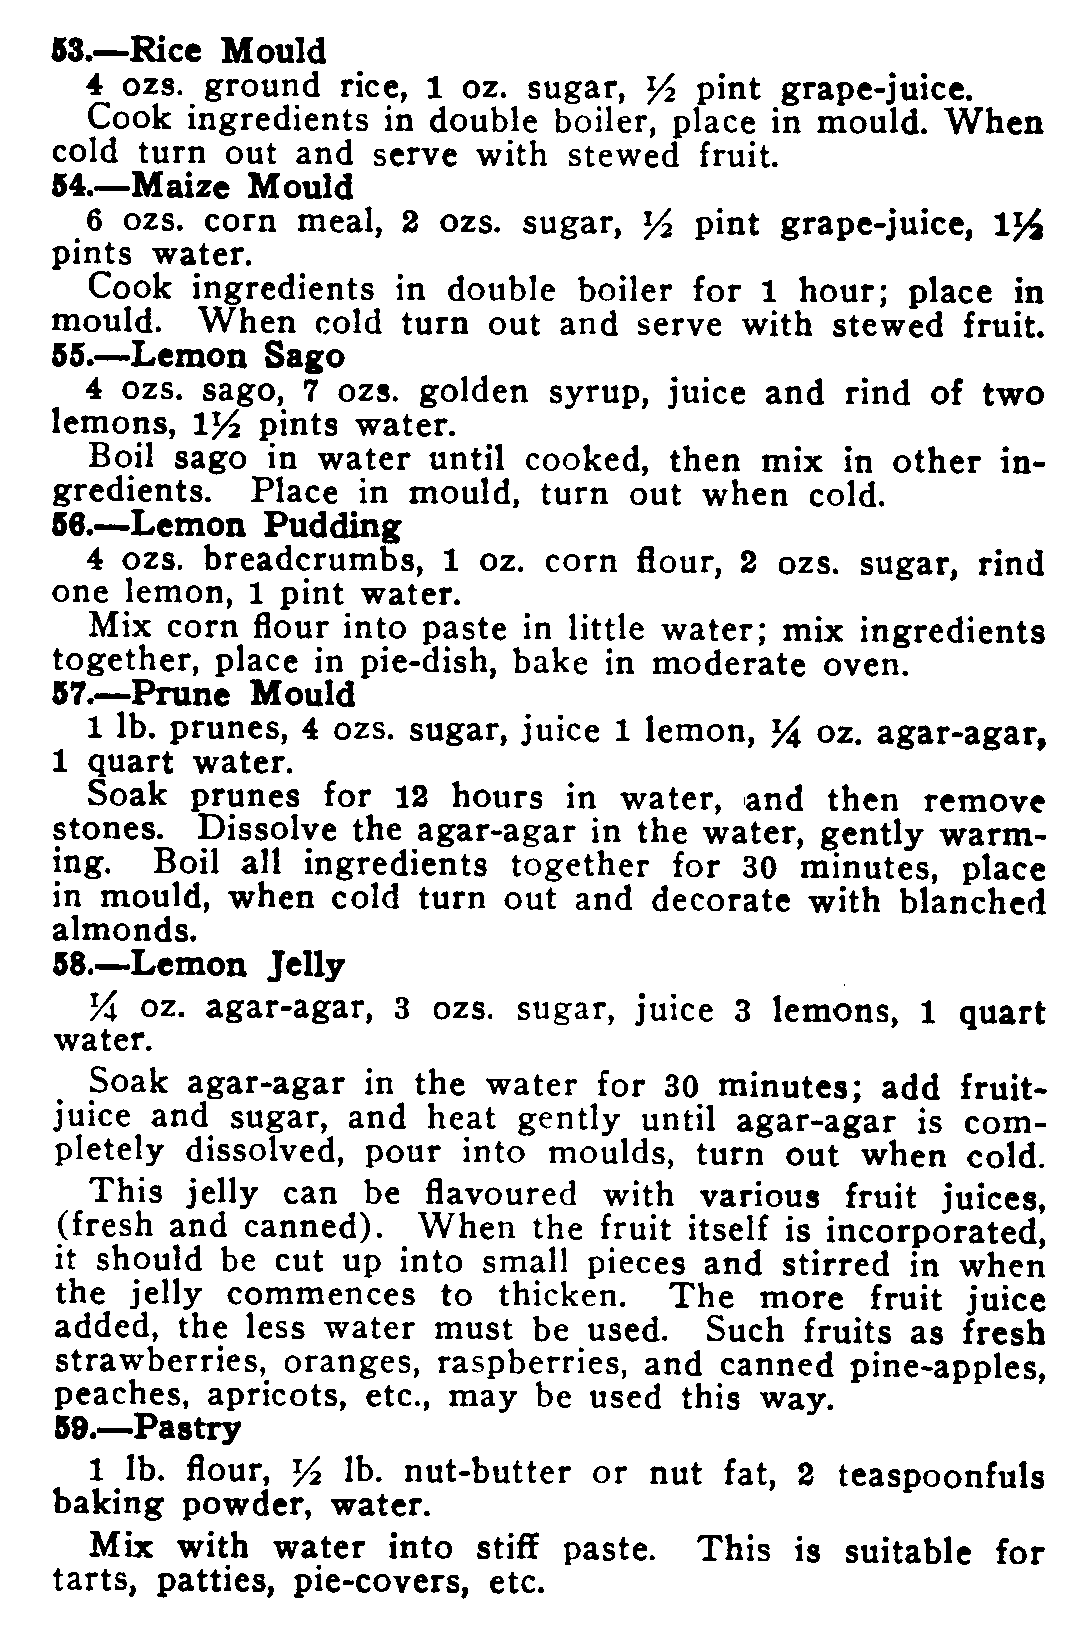 53.—Rice Mould
4 ozs. ground rice, 1 oz. sugar, ½ pint grape-juice.
Cook ingredients in double boiler, place in mould. When
cold turn out and serve with stewed fruit.
54.—Maize Mould
6 ozs. corn meal, 2 ozs. sugar, ½ pint grape-juice, 1½
pints water.
Cook ingredients in double boiler for 1 hour; place in
mould. When cold turn out and serve with stewed fruit.
55.—Lemon Sago
4 ozs. sago, 7 ozs. golden syrup, juice and rind of two
lemons, 1½ pints water.
Boil sago in water until cooked, then mix in other in-
gredients. Place in mould, turn out when cold.
56.—Lemon Pudding
4 ozs. breadcrumbs, 1 oz. corn flour, 2 ozs. sugar, rind
one lemon, 1 pint water.
Mix corn flour into paste in little water; mix ingredients
together, place in pie-dish, bake in moderate oven.
57.—Prune Mould
1 lb. prunes, 4 ozs. sugar, juice 1 lemon, ¼ oz. agar-agar,
1 quart water.
Soak prunes for 12 hours in water, and then remove
stones. Dissolve the agar-agar in the water, gently warm-
ing. Boil all ingredients together for 30 minutes, place
in mould, when cold turn out and decorate with blanched
almonds.
58.—Lemon Jelly
¼ oz. agar-agar, 3 ozs. sugar, juice 3 lemons, 1 quart
water.
Soak agar-agar in the water for 30 minutes; add fruit-
juice and sugar, and heat gently until agar-agar is com-
pletely dissolved, pour into moulds, turn out when cold.
This jelly can be flavoured with various fruit juices,
(fresh and canned). When the fruit itself is incorporated,
it should be cut up into small pieces and stirred in when
the jelly commences to thicken. The more fruit juice
added, the less water must be used. Such fruits as fresh
strawberries, oranges, raspberries, and canned pine-apples,
peaches, apricots, etc., may be used this way.
59.—Pastry
1 lb. flour, ½ lb. nut-butter or nut fat, 2 teaspoonfuls
baking powder, water.
Mix with water into stiff paste. This is suitable for
tarts, patties, pie-covers, etc.